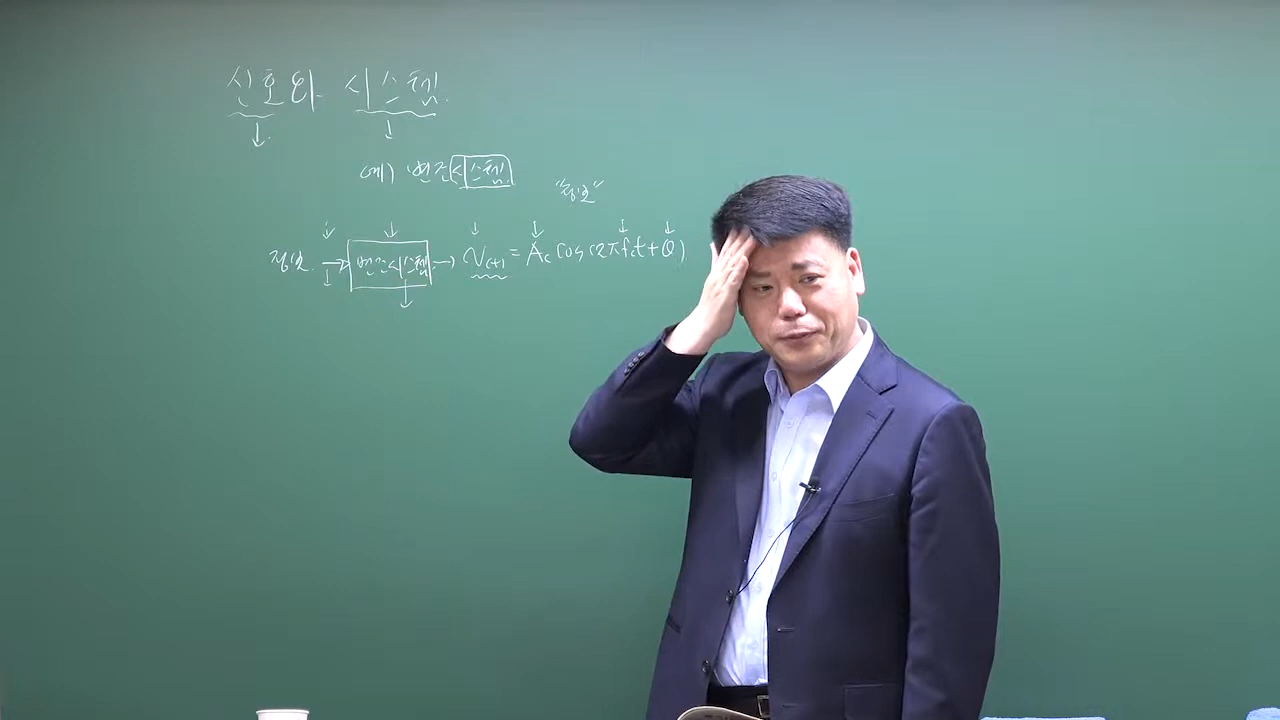 신호와 시스템.
예) 변조시스템
"정보"
정보. → 변조시스템 → v(t) = Ac cos(2πfct+θ)